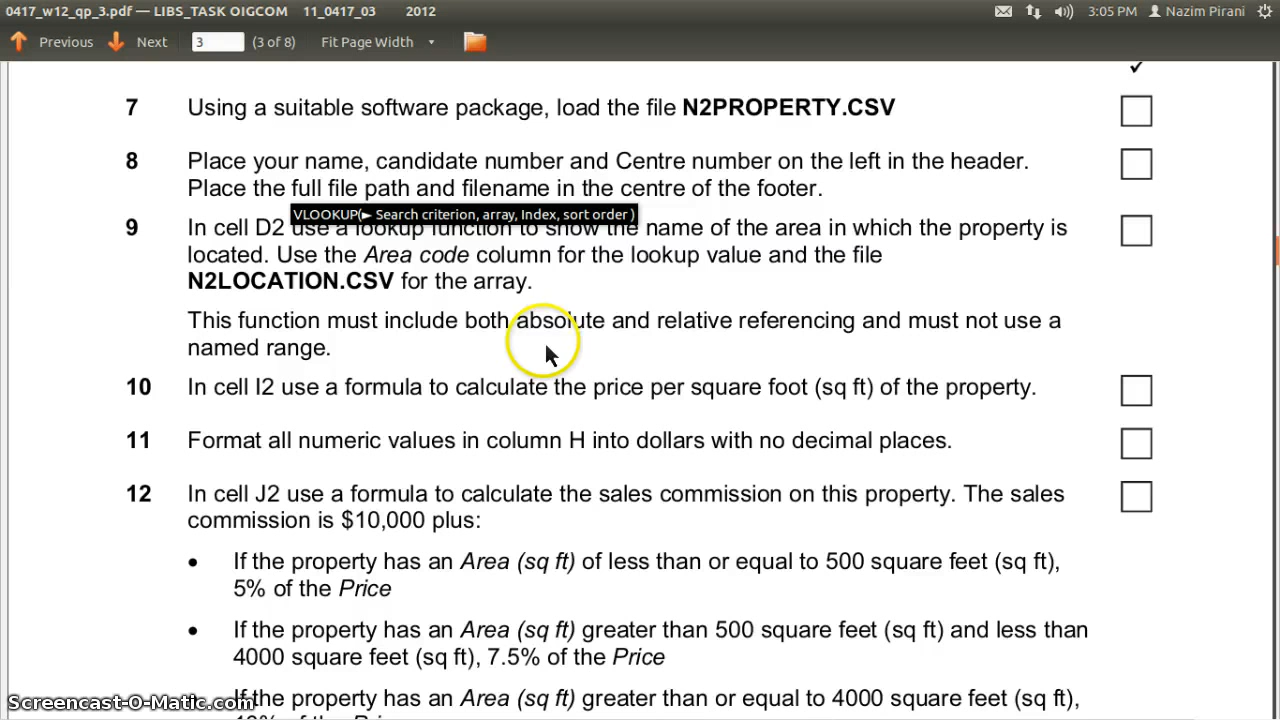 0417_w12_qp_3.pdf — LIBS_TASK OIGCOM 11_0417_03 2012 3:05 PM Nazim Pirani
Previous Next 3 (3 of 8) Fit Page Width
7 Using a suitable software package, load the file N2PROPERTY.CSV
8 Place your name, candidate number and Centre number on the left in the header.
Place the full file path and filename in the centre of the footer.
VLOOKUP(► Search criterion, array, Index, sort order )
9 In cell D2 use a lookup function to show the name of the area in which the property is
located. Use the Area code column for the lookup value and the file
N2LOCATION.CSV for the array.
This function must include both absolute and relative referencing and must not use a
named range.
10 In cell I2 use a formula to calculate the price per square foot (sq ft) of the property.
11 Format all numeric values in column H into dollars with no decimal places.
12 In cell J2 use a formula to calculate the sales commission on this property. The sales
commission is $10,000 plus:
• If the property has an Area (sq ft) of less than or equal to 500 square feet (sq ft),
5% of the Price
• If the property has an Area (sq ft) greater than 500 square feet (sq ft) and less than
4000 square feet (sq ft), 7.5% of the Price
If the property has an Area (sq ft) greater than or equal to 4000 square feet (sq ft),
of the Price
Screencast-O-Matic.com